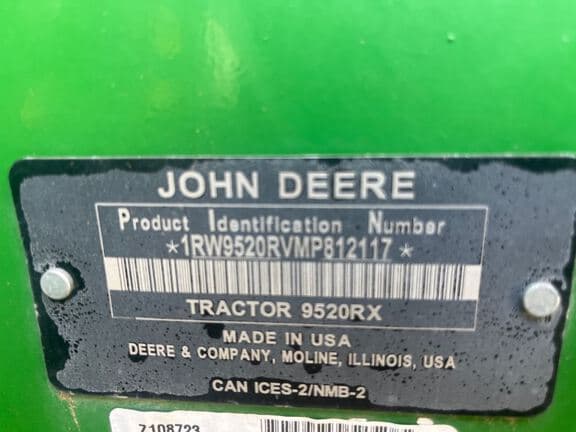 JOHN DEERE
Product Identification Number
*1RW9520RVMP812117*
TRACTOR 9520RX
MADE IN USA
DEERE & COMPANY, MOLINE, ILLINOIS, USA
CAN ICES-2/NMB-2
7108723